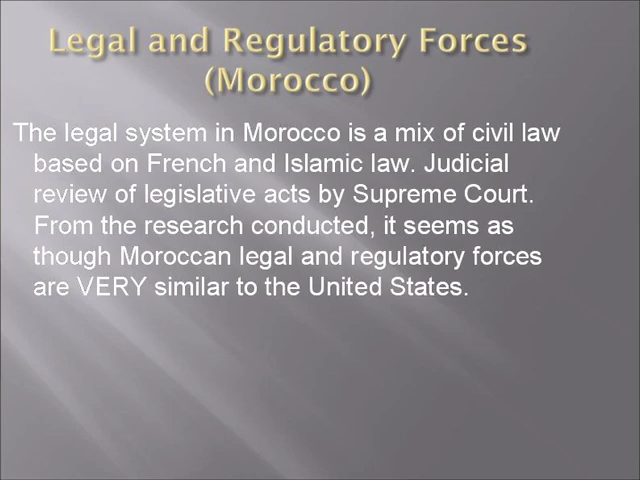 Legal and Regulatory Forces
(Morocco)
The legal system in Morocco is a mix of civil law
based on French and Islamic law. Judicial
review of legislative acts by Supreme Court.
From the research conducted, it seems as
though Moroccan legal and regulatory forces
are VERY similar to the United States.